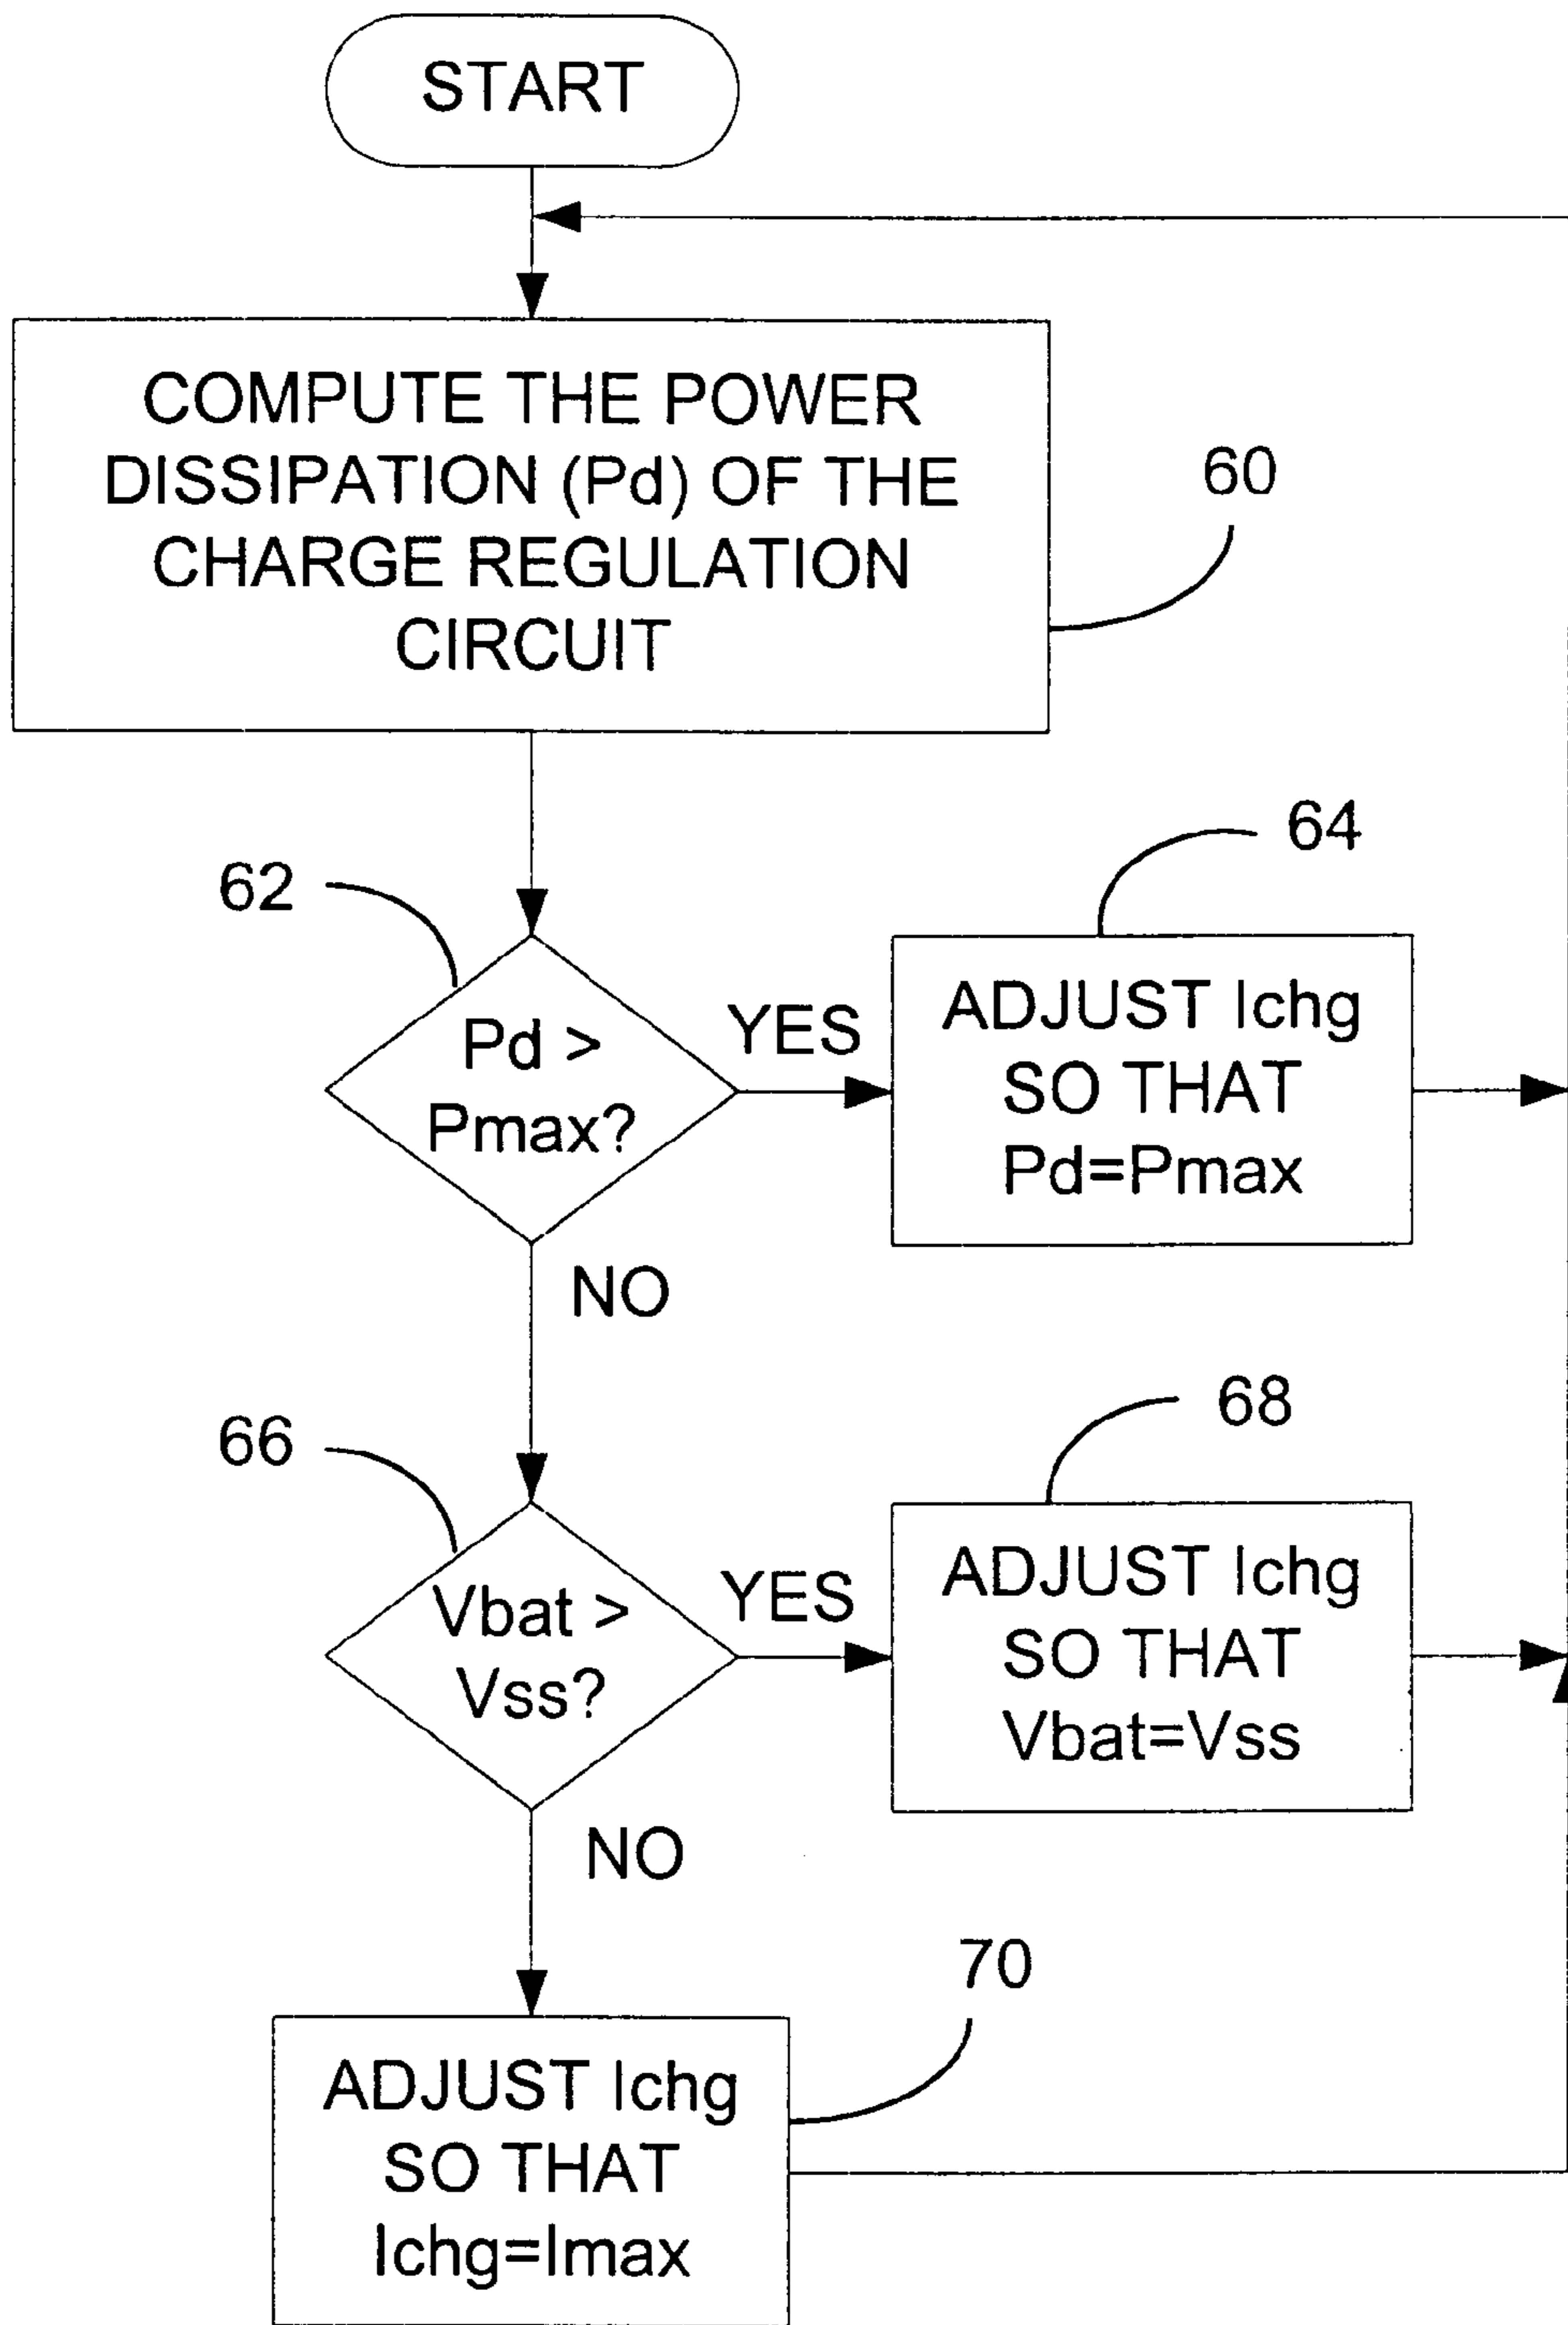 START
COMPUTE THE POWER
DISSIPATION (Pd) OF THE
CHARGE REGULATION
CIRCUIT
60
62
Pd >
Pmax?
YES
64
ADJUST Ichg
SO THAT
Pd=Pmax
NO
66
Vbat >
Vss?
YES
68
ADJUST Ichg
SO THAT
Vbat=Vss
NO
70
ADJUST Ichg
SO THAT
Ichg=Imax